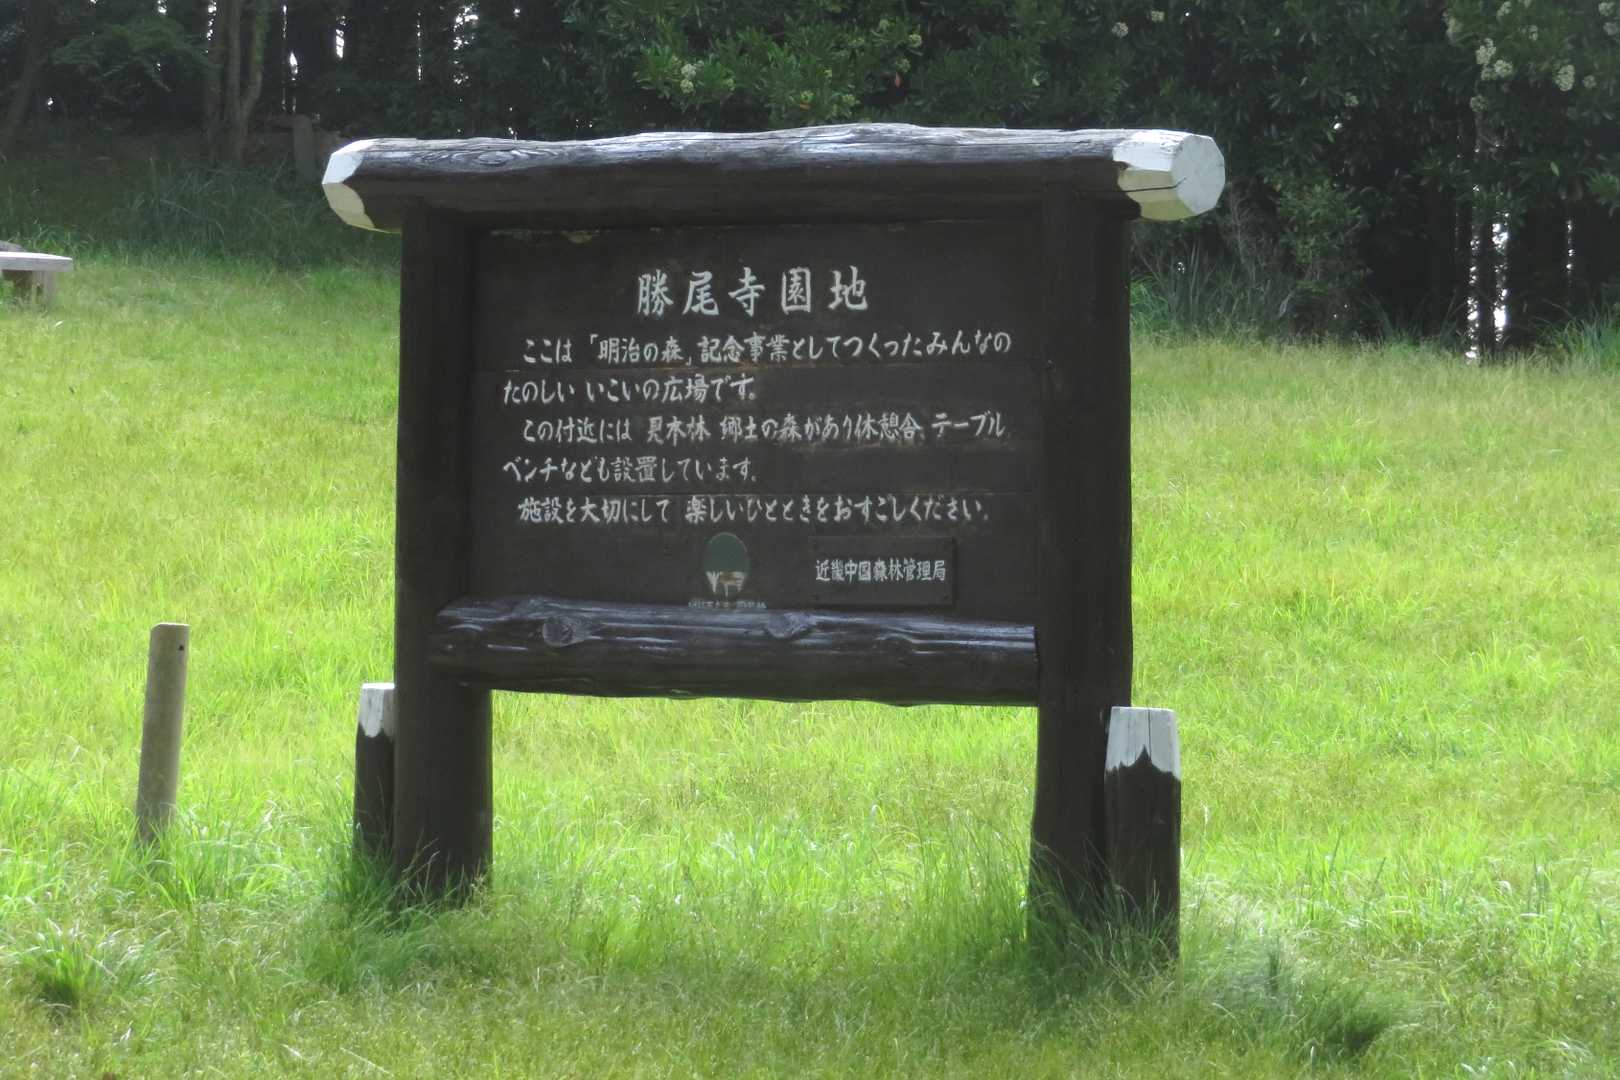 勝尾寺園地
ここは「明治の森」記念事業としてつくったみんなの
たのしい いこいの広場です。
この付近には 見本林 郷土の森があり休憩舎、テーブル
ベンチなども設置しています。
施設を大切にして 楽しいひとときをおすごしください。
近畿中国森林管理局